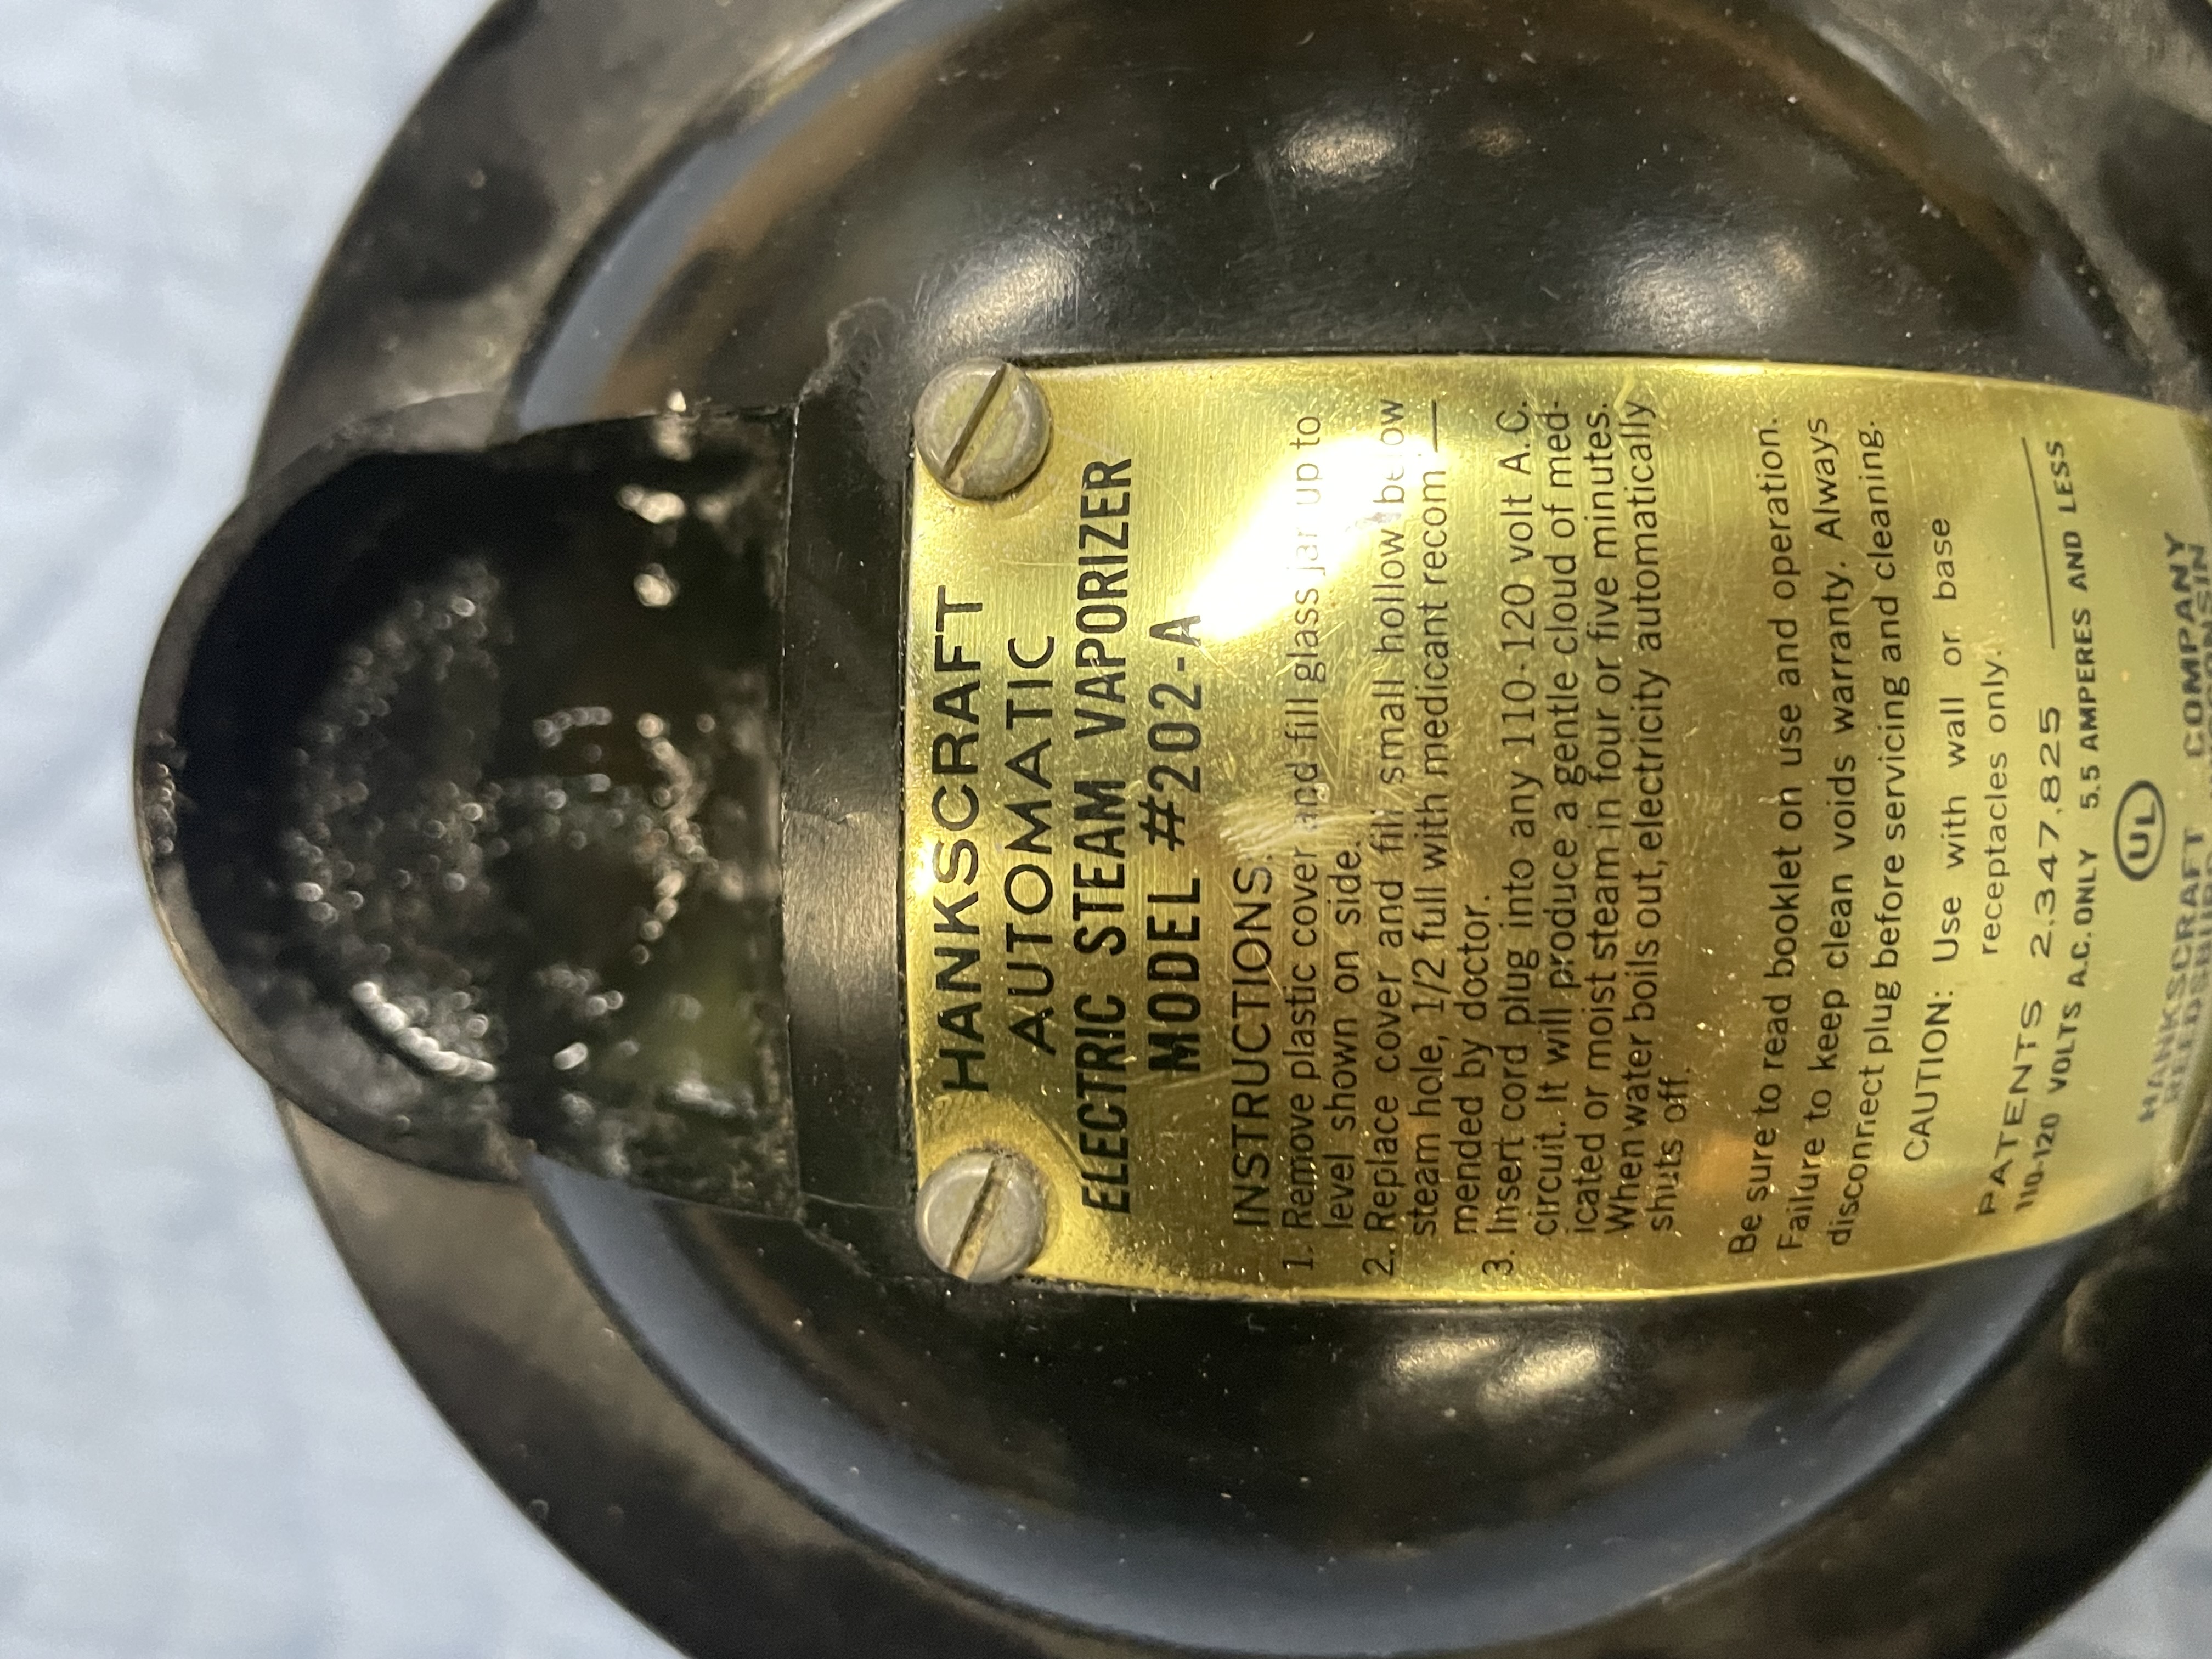 HANKSCRAFT
AUTOMATIC
ELECTRIC STEAM VAPORIZER
MODEL #202-A
INSTRUCTIONS:
1. Remove plastic cover and fill glass jar up to
level shown on side.
2. Replace cover and fill small hollow below
steam hole, 1/2 full with medicant recom —
mended by doctor.
3. Insert cord plug into any 110-120 volt A.C.
circuit. It will produce a gentle cloud of med-
icated or moist steam in four or five minutes.
When water boils out, electricity automatically
shuts off.
Be sure to read booklet on use and operation.
Failure to keep clean voids warranty. Always
disconnect plug before servicing and cleaning.
CAUTION: Use with wall or base
receptacles only.
PATENTS 2,347,825 ———
110-120 VOLTS A.C. ONLY 5.5 AMPERES AND LESS
UL
HANKSCRAFT COMPANY
REEDSBURG, WISCONSIN